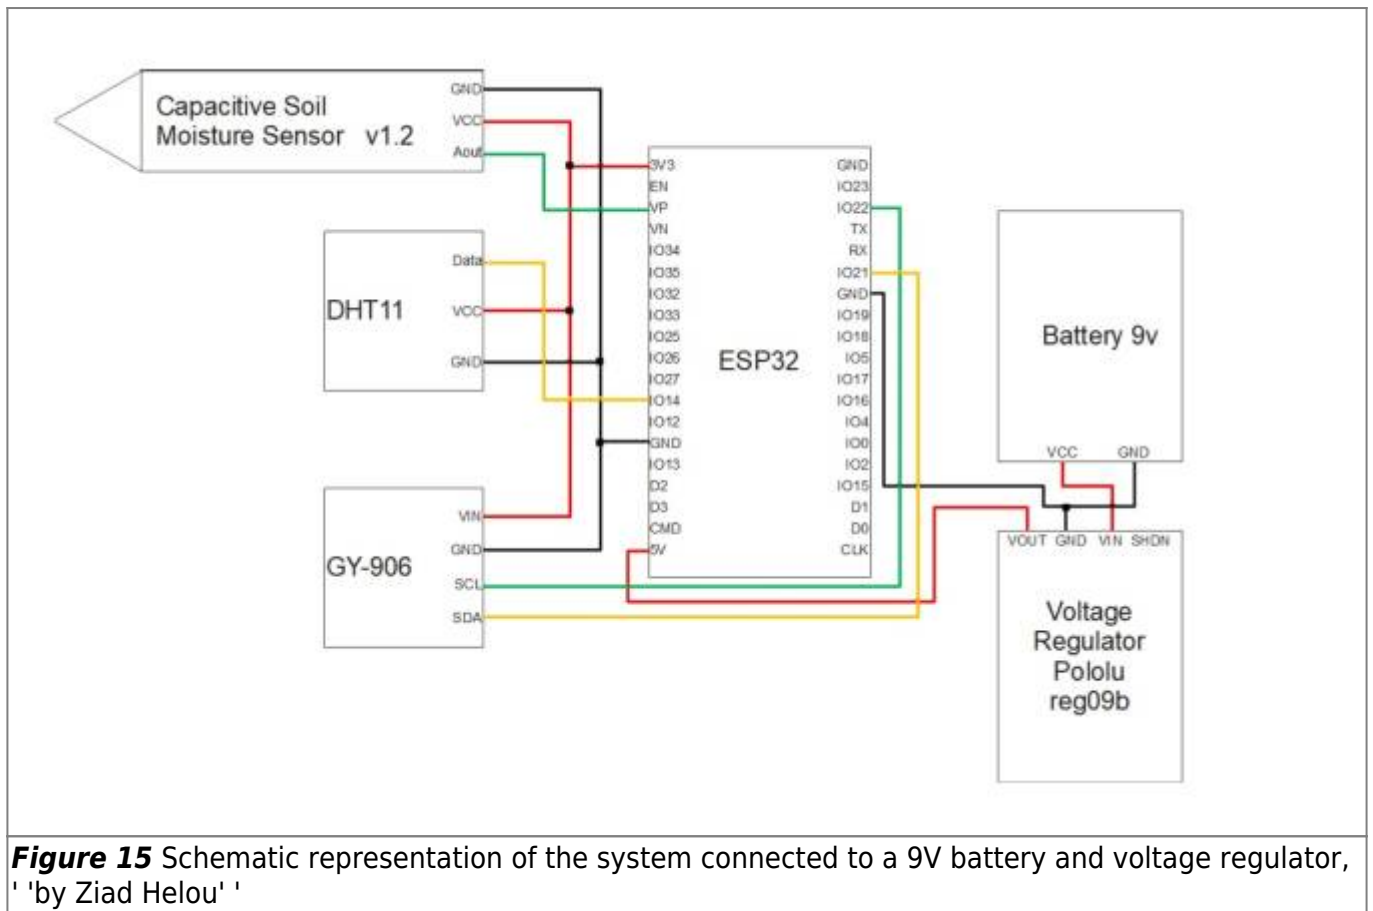 Capacitive Soil
Moisture Sensor v1.2
GND
VCC
Aout
DHT11
Data
VCC
GND
GY-906
VIN
GND
SCL
SDA
ESP32
3V3
EN
VP
VN
IO34
IO35
IO32
IO33
IO25
IO26
IO27
IO14
IO12
GND
IO13
D2
D3
CMD
5V
GND
IO23
IO22
TX
RX
IO21
GND
IO19
IO18
IO5
IO17
IO16
IO4
IO0
IO2
IO15
D1
D0
CLK
Battery 9v
VCC GND
VOUT GND VIN SHDN
Voltage
Regulator
Pololu
reg09b
Figure 15 Schematic representation of the system connected to a 9V battery and voltage regulator,
' 'by Ziad Helou' '